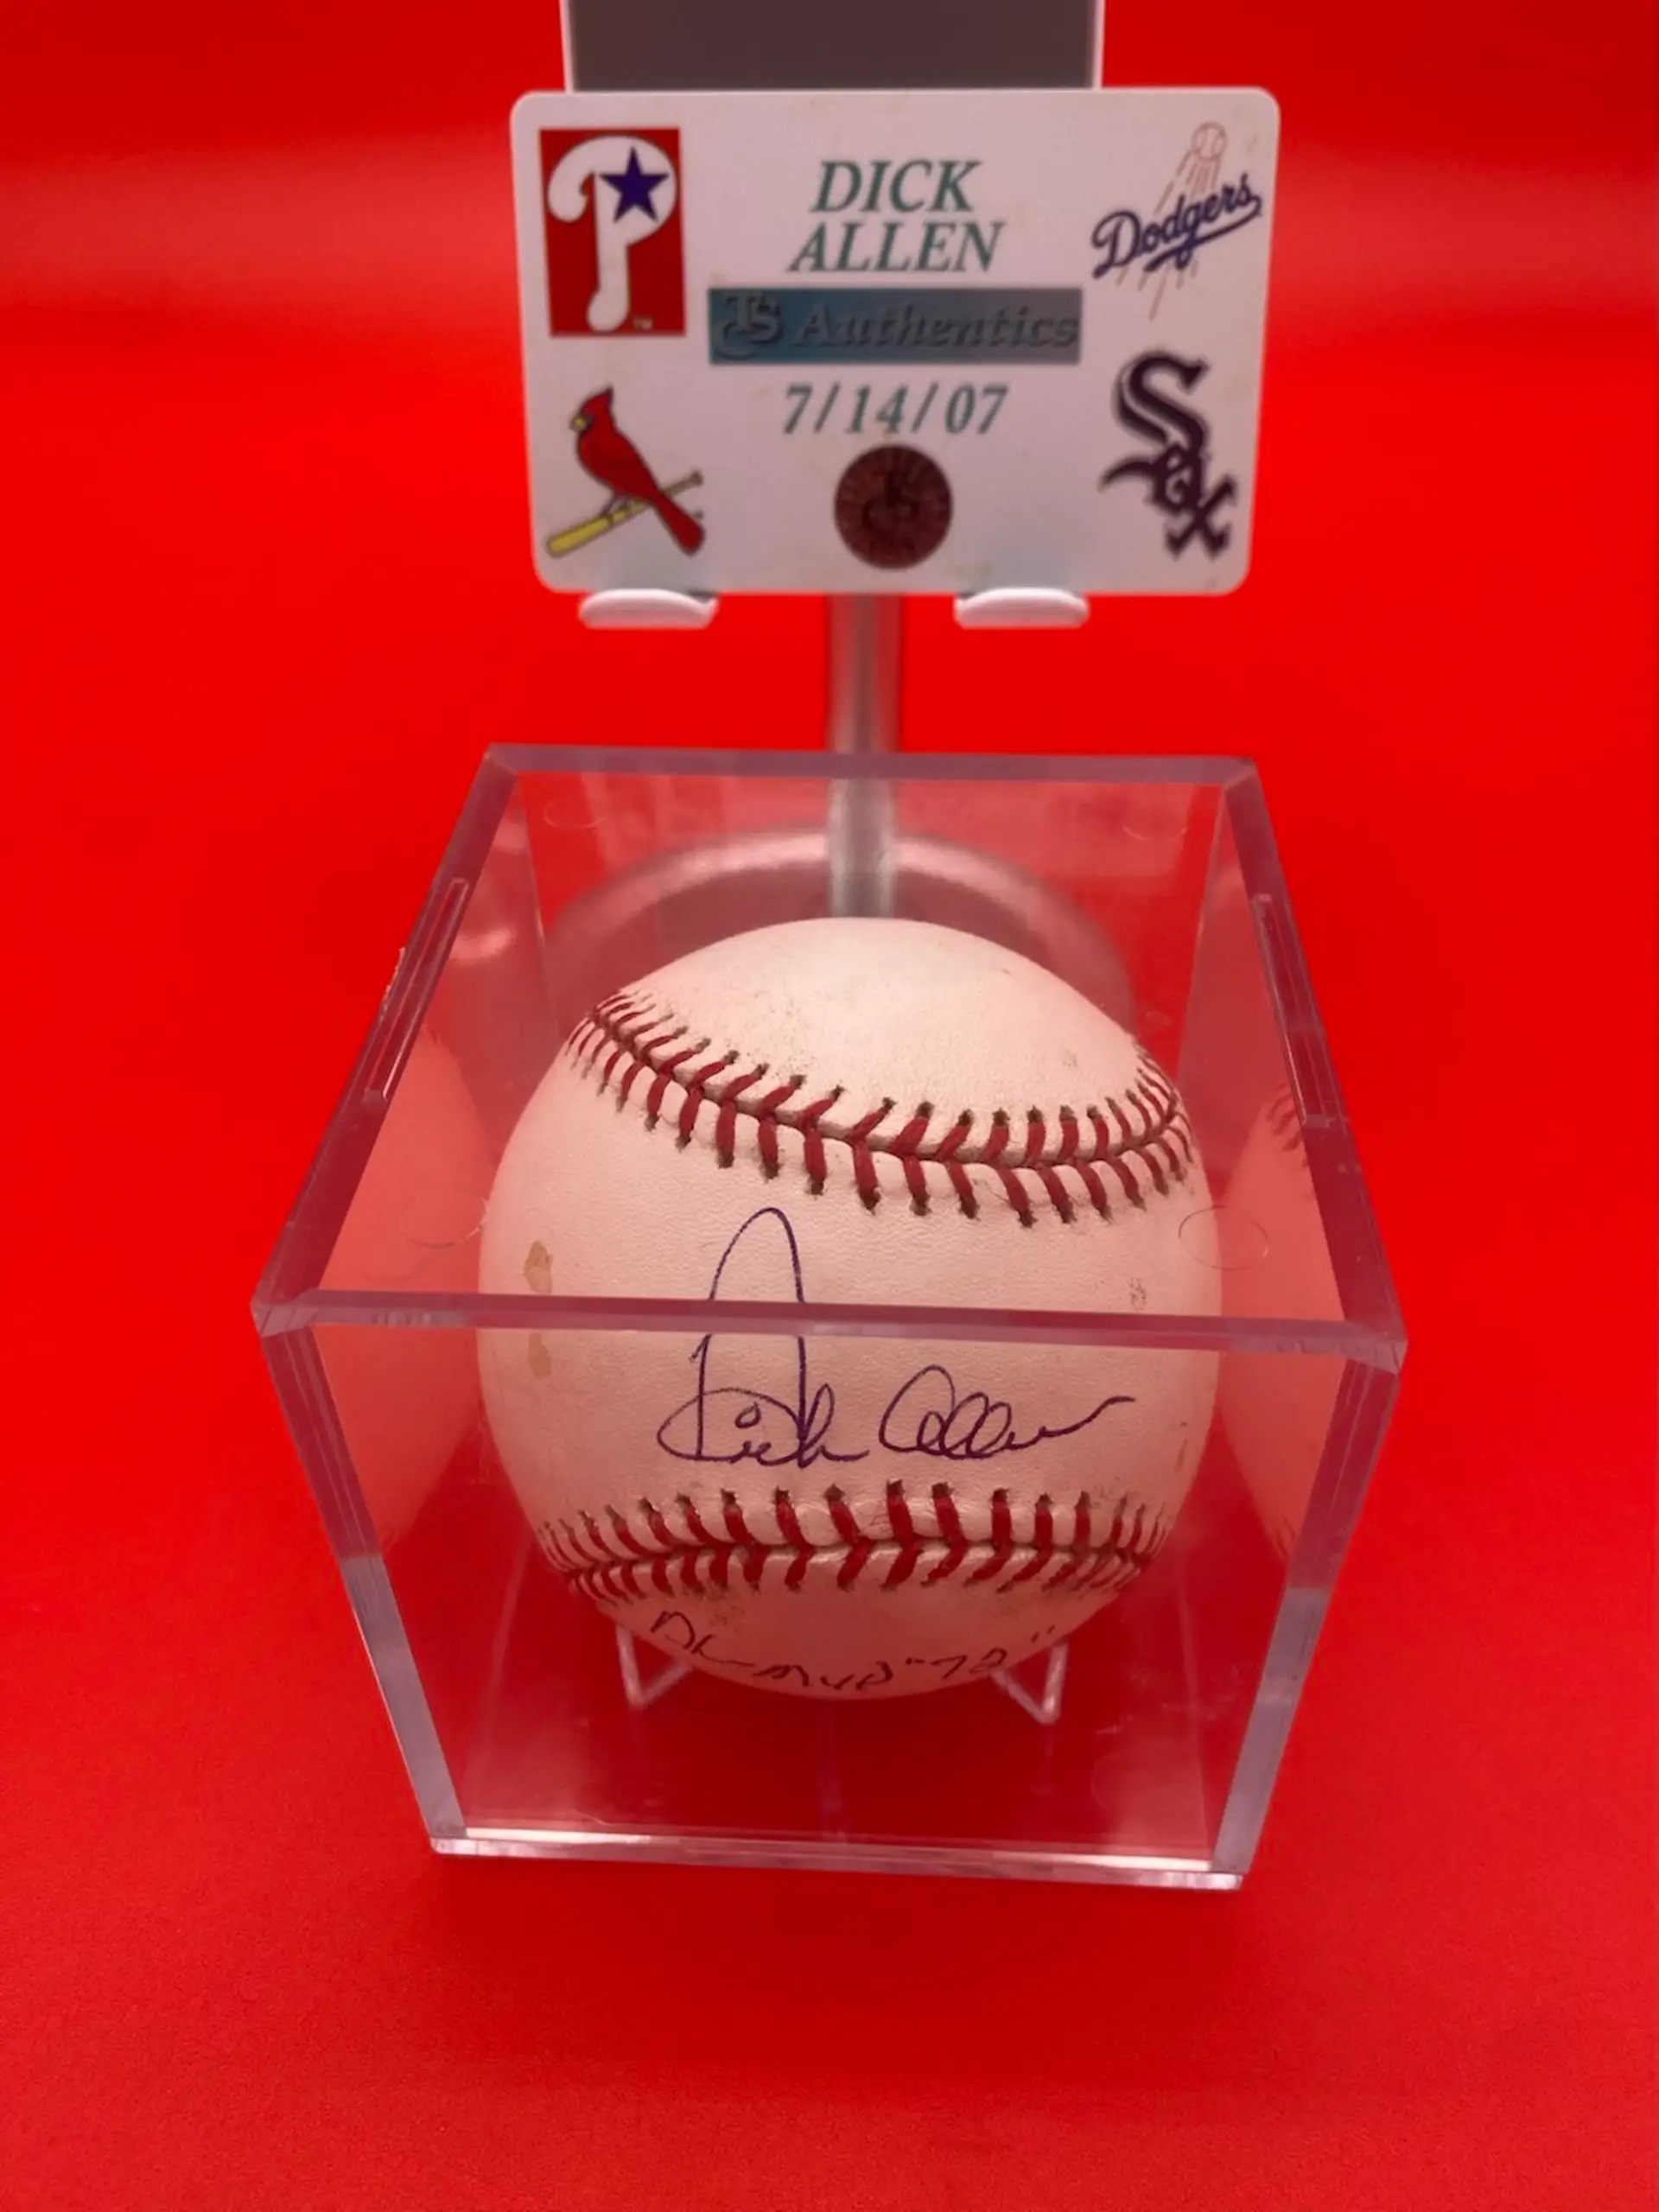 DICK
ALLEN
Dodgers
TS Authentics
7/14/07
Sox
Dick Allen
AL MVP "72"